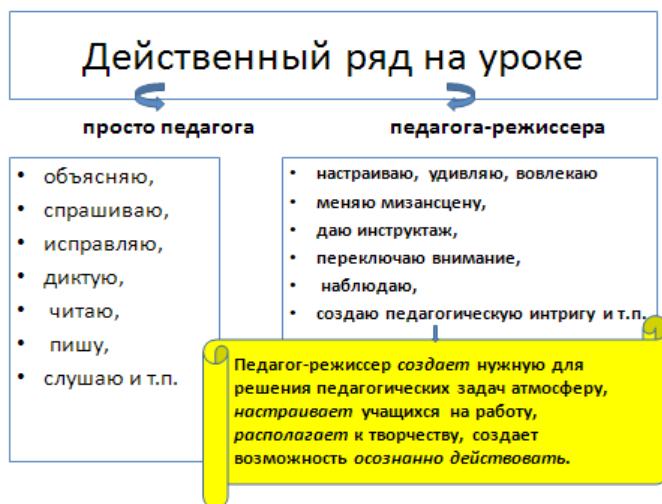 Действенный ряд на уроке
просто педагога
• объясняю,
• спрашиваю,
• исправляю,
• диктую,
• читаю,
• пишу,
• слушаю и т.п.
педагога-режиссера
• настраиваю, удивляю, вовлекаю
• меняю мизансцену,
• даю инструктаж,
• переключаю внимание,
• наблюдаю,
• создаю педагогическую интригу и т.п.
Педагог-режиссер создает нужную для
решения педагогических задач атмосферу,
настраивает учащихся на работу,
располагает к творчеству, создает
возможность осознанно действовать.